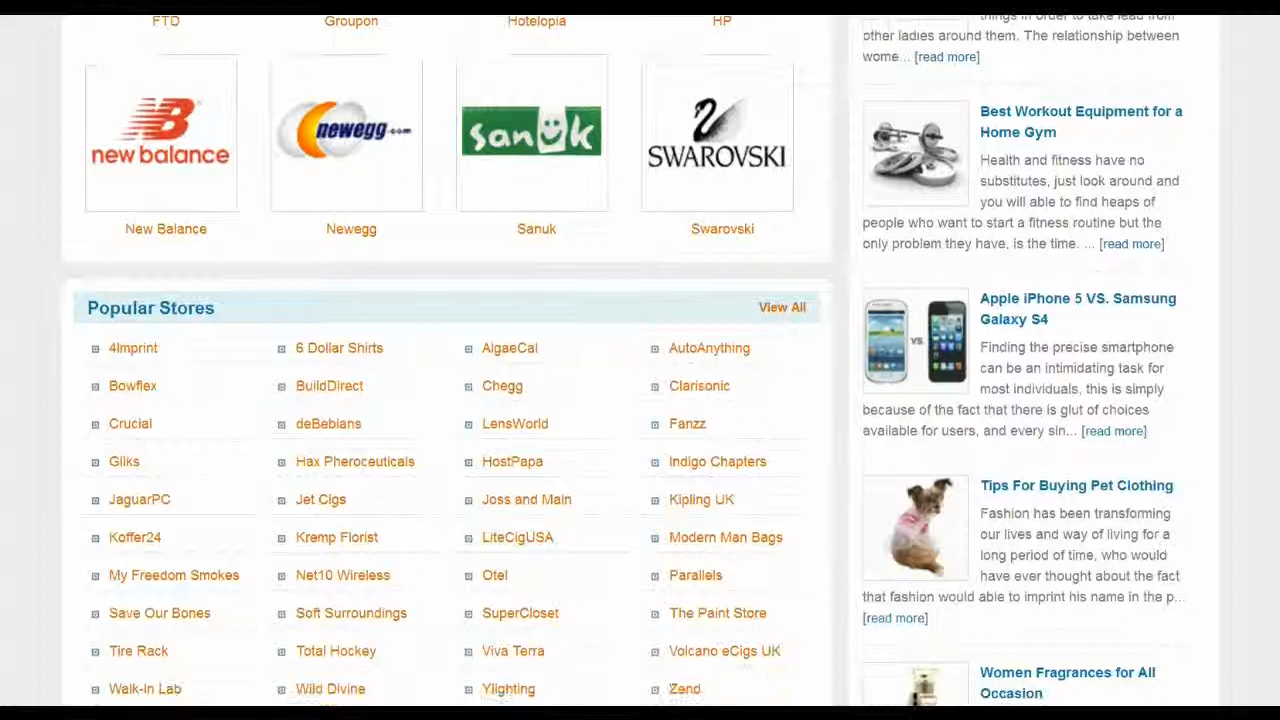 FTD
Groupon
Hotelopia
HP
new balance
newegg.com
sanuk
SWAROVSKI
New Balance
Newegg
Sanuk
Swarovski
Popular Stores
View All
4Imprint
6 Dollar Shirts
AlgaeCal
AutoAnything
Bowflex
BuildDirect
Chegg
Clarisonic
Crucial
deBebians
LensWorld
Fanzz
Gliks
Hax Pheroceuticals
HostPapa
Indigo Chapters
JaguarPC
Jet Cigs
Joss and Main
Kipling UK
Koffer24
Kremp Florist
LiteCigUSA
Modern Man Bags
My Freedom Smokes
Net10 Wireless
Otel
Parallels
Save Our Bones
Soft Surroundings
SuperCloset
The Paint Store
Tire Rack
Total Hockey
Viva Terra
Volcano eCigs UK
Walk-In Lab
Wild Divine
Ylighting
Zend
things in order to take lead from
other ladies around them. The relationship between
wome... [read more]
Best Workout Equipment for a
Home Gym
Health and fitness have no
substitutes, just look around and
you will able to find heaps of
people who want to start a fitness routine but the
only problem they have, is the time. ... [read more]
Apple iPhone 5 VS. Samsung
Galaxy S4
VS.
Finding the precise smartphone
can be an intimidating task for
most individuals, this is simply
because of the fact that there is glut of choices
available for users, and every sin... [read more]
Tips For Buying Pet Clothing
Fashion has been transforming
our lives and way of living for a
long period of time, who would
have ever thought about the fact
that fashion would able to imprint his name in the p...
[read more]
Women Fragrances for All
Occasion